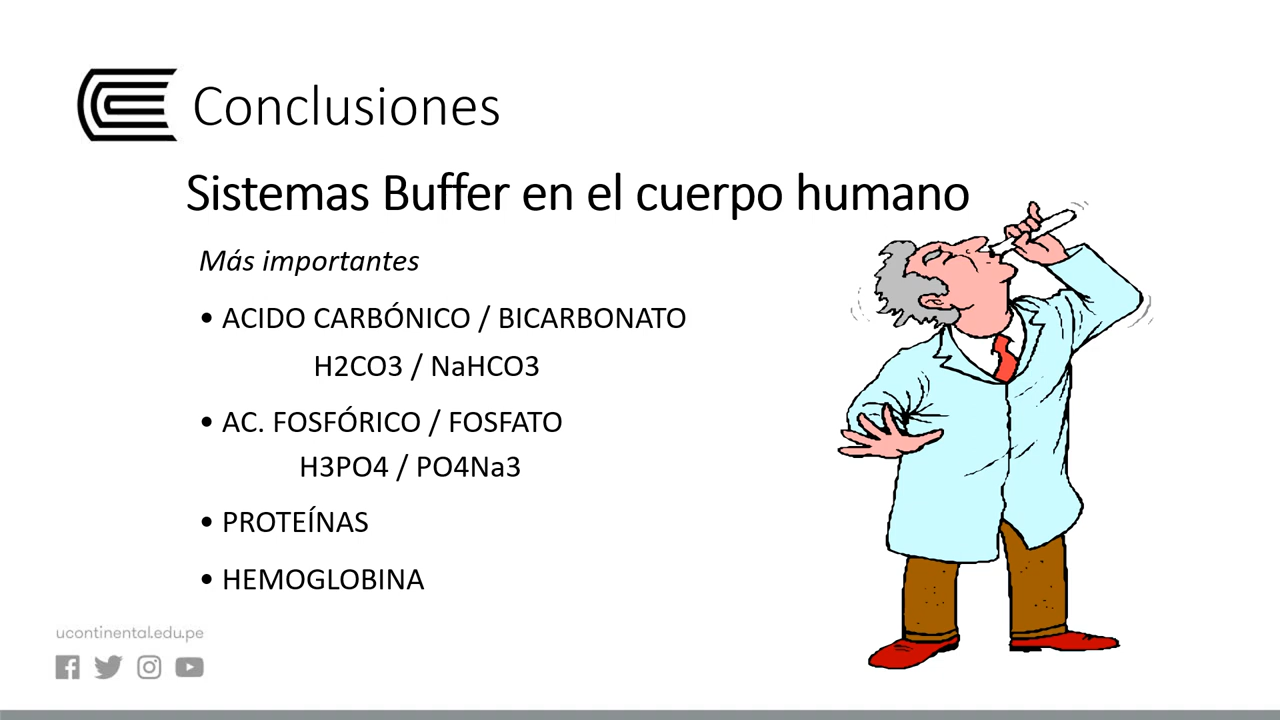 Conclusiones
Sistemas Buffer en el cuerpo humano
Más importantes
• ACIDO CARBÓNICO / BICARBONATO
H2CO3 / NaHCO3
• AC. FOSFÓRICO / FOSFATO
H3PO4 / PO4Na3
• PROTEÍNAS
• HEMOGLOBINA
ucontinental.edu.pe